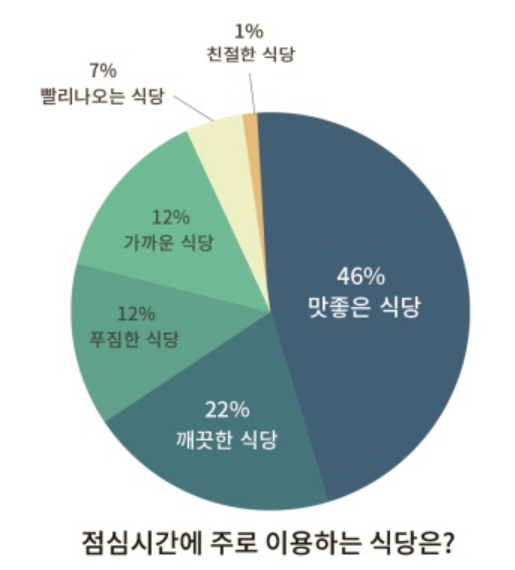 1%
친절한 식당
7%
빨리나오는 식당
12%
가까운 식당
46%
맛좋은 식당
12%
푸짐한 식당
22%
깨끗한 식당
점심시간에 주로 이용하는 식당은?